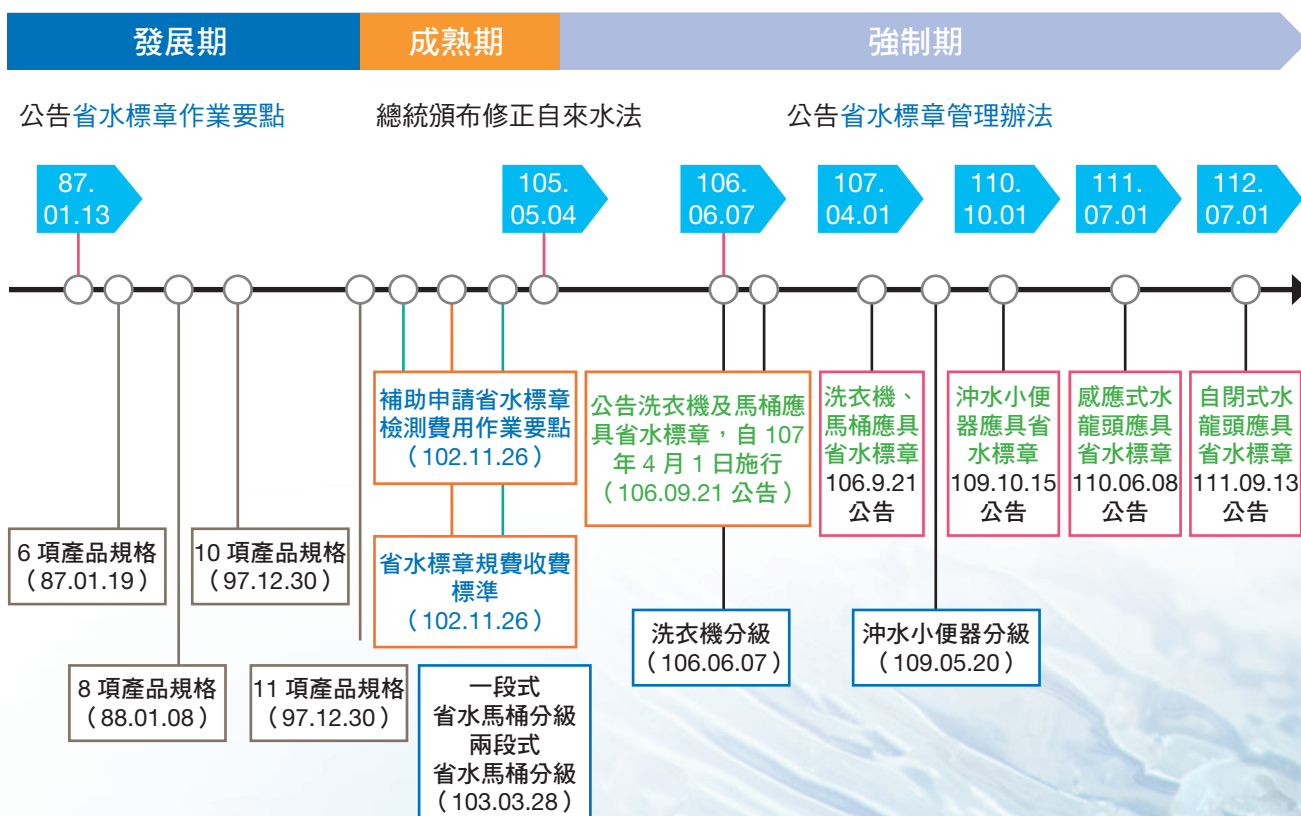 發展期
成熟期
強制期
公告省水標章作業要點
總統頒布修正自來水法
公告省水標章管理辦法
87.
01.13
105.
05.04
106.
06.07
107.
04.01
110.
10.01
111.
07.01
112.
07.01
補助申請省水標章
檢測費用作業要點
（102.11.26）
公告洗衣機及馬桶應
具省水標章，自 107
年 4 月 1 日施行
（106.09.21 公告）
洗衣機、
馬桶應具
省水標章
106.9.21
公告
沖水小便
器應具省
水標章
109.10.15
公告
感應式水
龍頭應具
省水標章
110.06.08
公告
自閉式水
龍頭應具
省水標章
111.09.13
公告
6 項產品規格
（87.01.19）
10 項產品規格
（97.12.30）
省水標章規費收費
標準
（102.11.26）
洗衣機分級
（106.06.07）
沖水小便器分級
（109.05.20）
8 項產品規格
（88.01.08）
11 項產品規格
（97.12.30）
一段式
省水馬桶分級
兩段式
省水馬桶分級
（103.03.28）